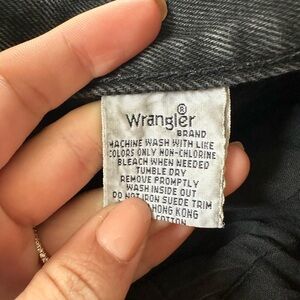 Wrangler®
BRAND
MACHINE WASH WITH LIKE
COLORS ONLY NON-CHLORINE
BLEACH WHEN NEEDED
TUMBLE DRY
REMOVE PROMPTLY
WASH INSIDE OUT
DO NOT IRON SUEDE TRIM
HONG KONG
COTTON